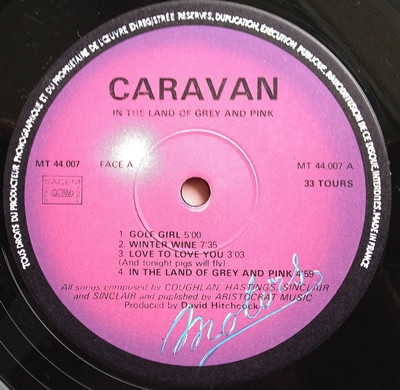 TOUS DROITS DU PRODUCTEUR PHONOGRAPHIQUE ET DU PROPRIETAIRE DE L'ŒUVRE ENREGISTREE RESERVES, DUPLICATION, EXECUTION PUBLIQUE, RADIODIFFUSION DE CE DISQUE, INTERDITES, MADE IN FRANCE
CARAVAN
IN THE LAND OF GREY AND PINK
MT 44.007 FACE A MT 44.007 A
SACEM
33 TOURS
1. GOLF GIRL 5'00
2. WINTER WINE 7'35
3. LOVE TO LOVE YOU 3'03
(And tonight pigs will fly)
4. IN THE LAND OF GREY AND PINK 4'59
All songs composed by COUGHLAN, HASTINGS, SINCLAIR
and SINCLAIR and puplished by ARISTOCRAT MUSIC
Produced by David Hitchcock